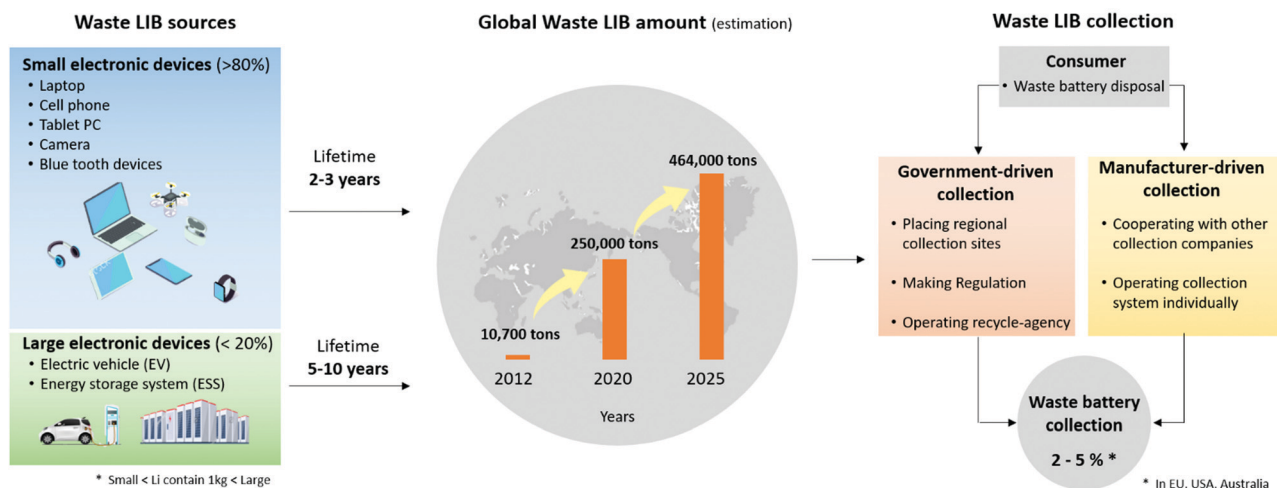 Waste LIB sources
Small electronic devices (>80%)
• Laptop
• Cell phone
• Tablet PC
• Camera
• Blue tooth devices
Large electronic devices (< 20%)
• Electric vehicle (EV)
• Energy storage system (ESS)
* Small < Li contain 1kg < Large
Lifetime
2-3 years
Lifetime
5-10 years
Global Waste LIB amount (estimation)
10,700 tons
250,000 tons
464,000 tons
2012
2020
2025
Years
Waste LIB collection
Consumer
• Waste battery disposal
Government-driven
collection
• Placing regional
collection sites
• Making Regulation
• Operating recycle-agency
Manufacturer-driven
collection
• Cooperating with other
collection companies
• Operating collection
system individually
Waste battery
collection
2 - 5 % *
* In EU, USA, Australia